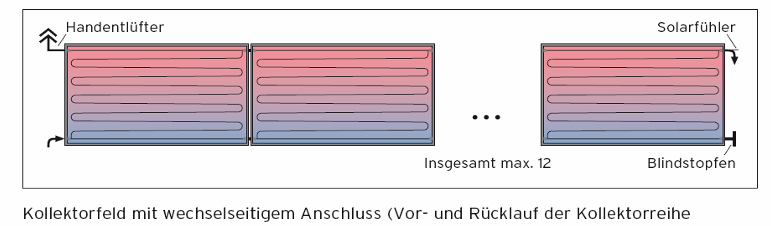 Handentlüfter
Solarfühler
...
Insgesamt max. 12
Blindstopfen
Kollektorfeld mit wechselseitigem Anschluss (Vor- und Rücklauf der Kollektorreihe